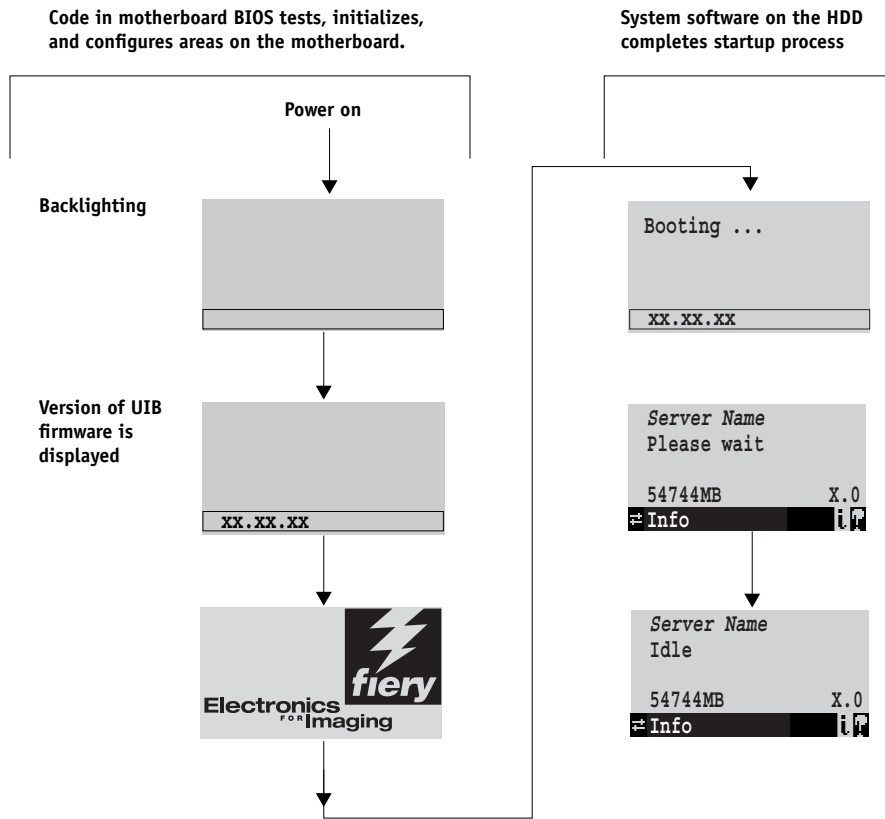 Code in motherboard BIOS tests, initializes,
and configures areas on the motherboard.
System software on the HDD
completes startup process
Power on
Backlighting
Version of UIB
firmware is
displayed
xx.xx.xx
fiery
Electronics
FOR Imaging
Booting ...
xx.xx.xx
Server Name
Please wait
54744MB X.0
Info i
Server Name
Idle
54744MB X.0
Info i